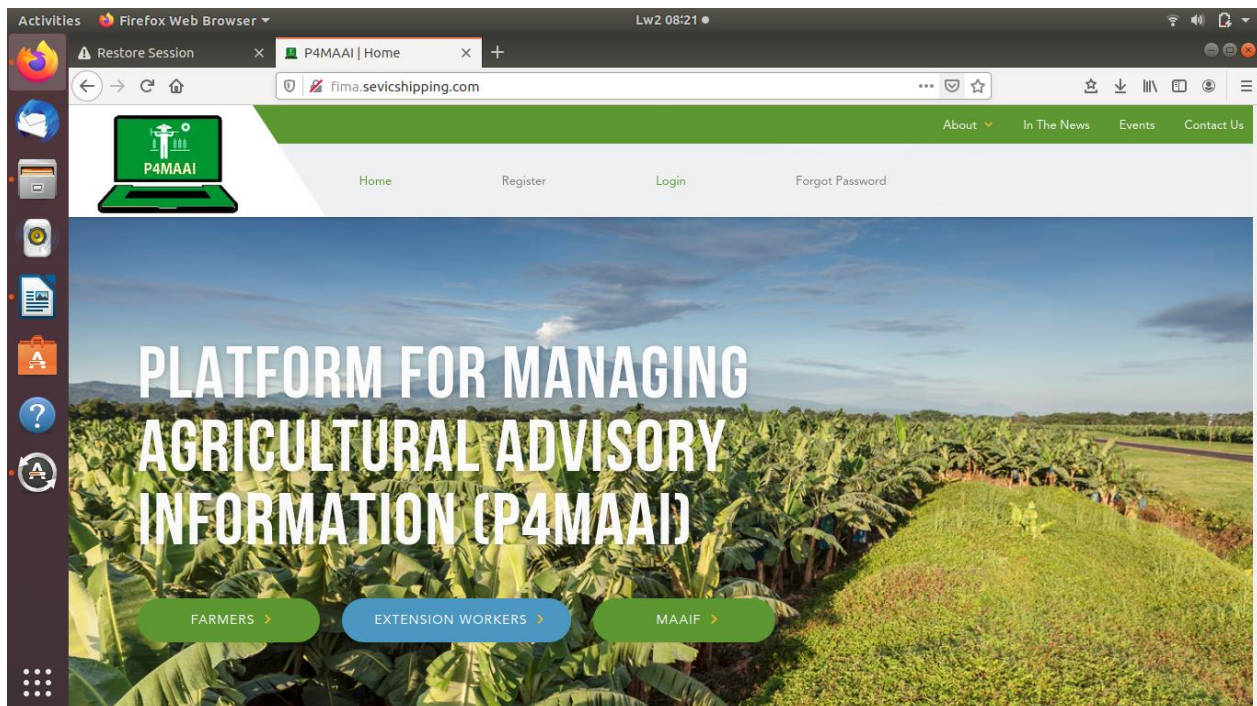 Activities Firefox Web Browser Lw2 08:21
Restore Session P4MAAI | Home
fima.sevicshipping.com
About In The News Events Contact Us
P4MAAI
Home Register Login Forgot Password
PLATFORM FOR MANAGING
AGRICULTURAL ADVISORY
INFORMATION (P4MAAI)
FARMERS > EXTENSION WORKERS > MAAIF >